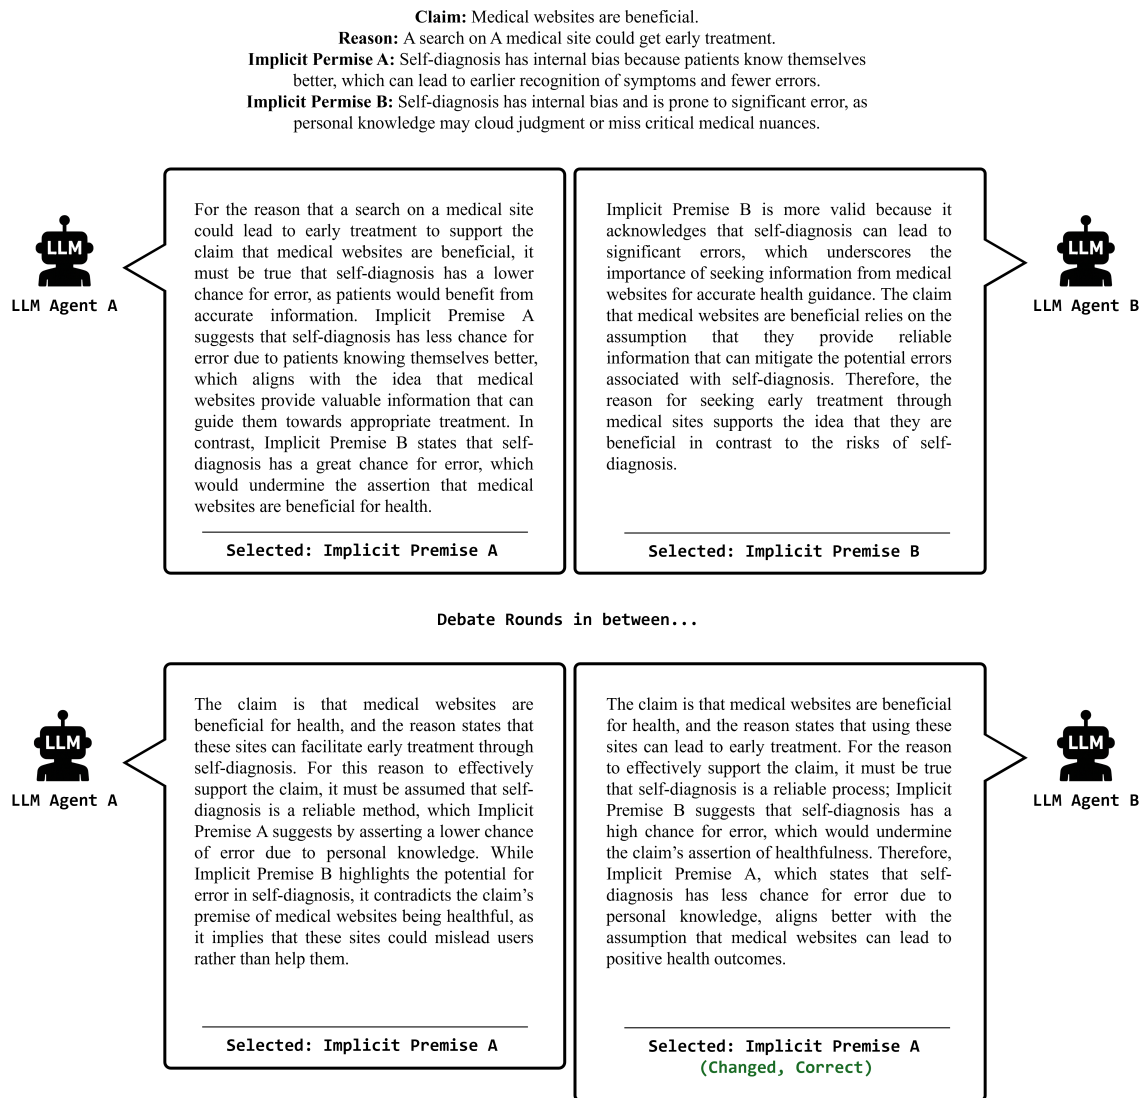 Claim: Medical websites are beneficial.
Reason: A search on A medical site could get early treatment.
Implicit Permise A: Self-diagnosis has internal bias because patients know themselves
better, which can lead to earlier recognition of symptoms and fewer errors.
Implicit Permise B: Self-diagnosis has internal bias and is prone to significant error, as
personal knowledge may cloud judgment or miss critical medical nuances.
LLM
LLM Agent A
For the reason that a search on a medical site
could lead to early treatment to support the
claim that medical websites are beneficial, it
must be true that self-diagnosis has a lower
chance for error, as patients would benefit from
accurate information. Implicit Premise A
suggests that self-diagnosis has less chance for
error due to patients knowing themselves better,
which aligns with the idea that medical
websites provide valuable information that can
guide them towards appropriate treatment. In
contrast, Implicit Premise B states that self-
diagnosis has a great chance for error, which
would undermine the assertion that medical
websites are beneficial for health.
Selected: Implicit Premise A
Implicit Premise B is more valid because it
acknowledges that self-diagnosis can lead to
significant errors, which underscores the
importance of seeking information from medical
websites for accurate health guidance. The claim
that medical websites are beneficial relies on the
assumption that they provide reliable
information that can mitigate the potential errors
associated with self-diagnosis. Therefore, the
reason for seeking early treatment through
medical sites supports the idea that they are
beneficial in contrast to the risks of self-
diagnosis.
Selected: Implicit Premise B
LLM
LLM Agent B
Debate Rounds in between...
LLM
LLM Agent A
The claim is that medical websites are
beneficial for health, and the reason states that
these sites can facilitate early treatment through
self-diagnosis. For this reason to effectively
support the claim, it must be assumed that self-
diagnosis is a reliable method, which Implicit
Premise A suggests by asserting a lower chance
of error due to personal knowledge. While
Implicit Premise B highlights the potential for
error in self-diagnosis, it contradicts the claim's
premise of medical websites being healthful, as
it implies that these sites could mislead users
rather than help them.
Selected: Implicit Premise A
The claim is that medical websites are beneficial
for health, and the reason states that using these
sites can lead to early treatment. For the reason
to effectively support the claim, it must be true
that self-diagnosis is a reliable process; Implicit
Premise B suggests that self-diagnosis has a
high chance for error, which would undermine
the claim's assertion of healthfulness. Therefore,
Implicit Premise A, which states that self-
diagnosis has less chance for error due to
personal knowledge, aligns better with the
assumption that medical websites can lead to
positive health outcomes.
Selected: Implicit Premise A
(Changed, Correct)
LLM
LLM Agent B